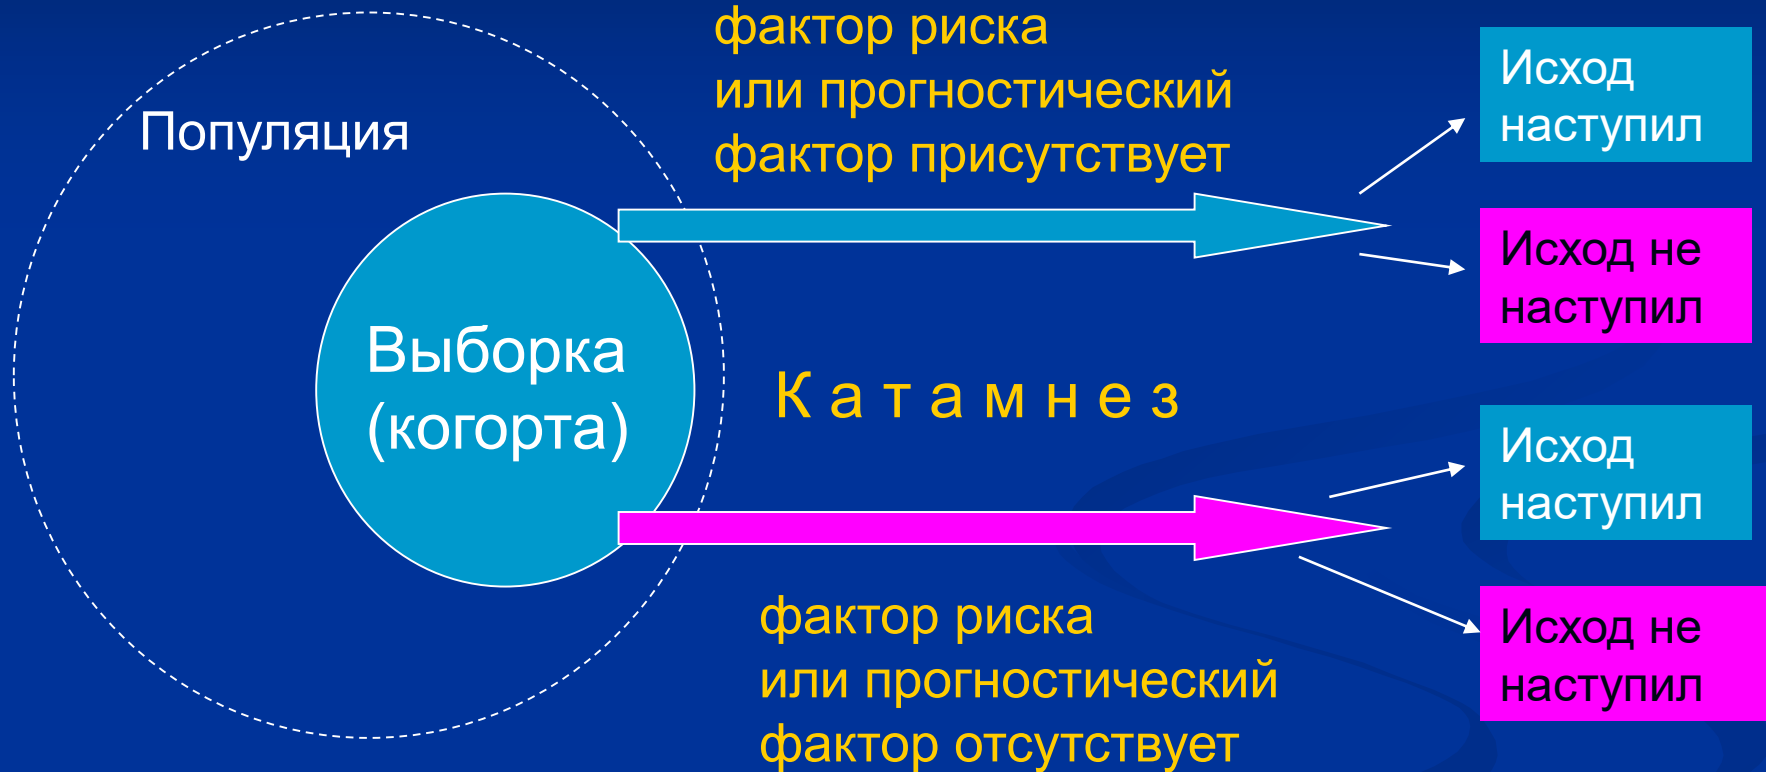 фактор риска
или прогностический
фактор присутствует
Популяция
Исход
наступил
Исход не
наступил
Выборка
(когорта)
К а т а м н е з
Исход
наступил
Исход не
наступил
фактор риска
или прогностический
фактор отсутствует